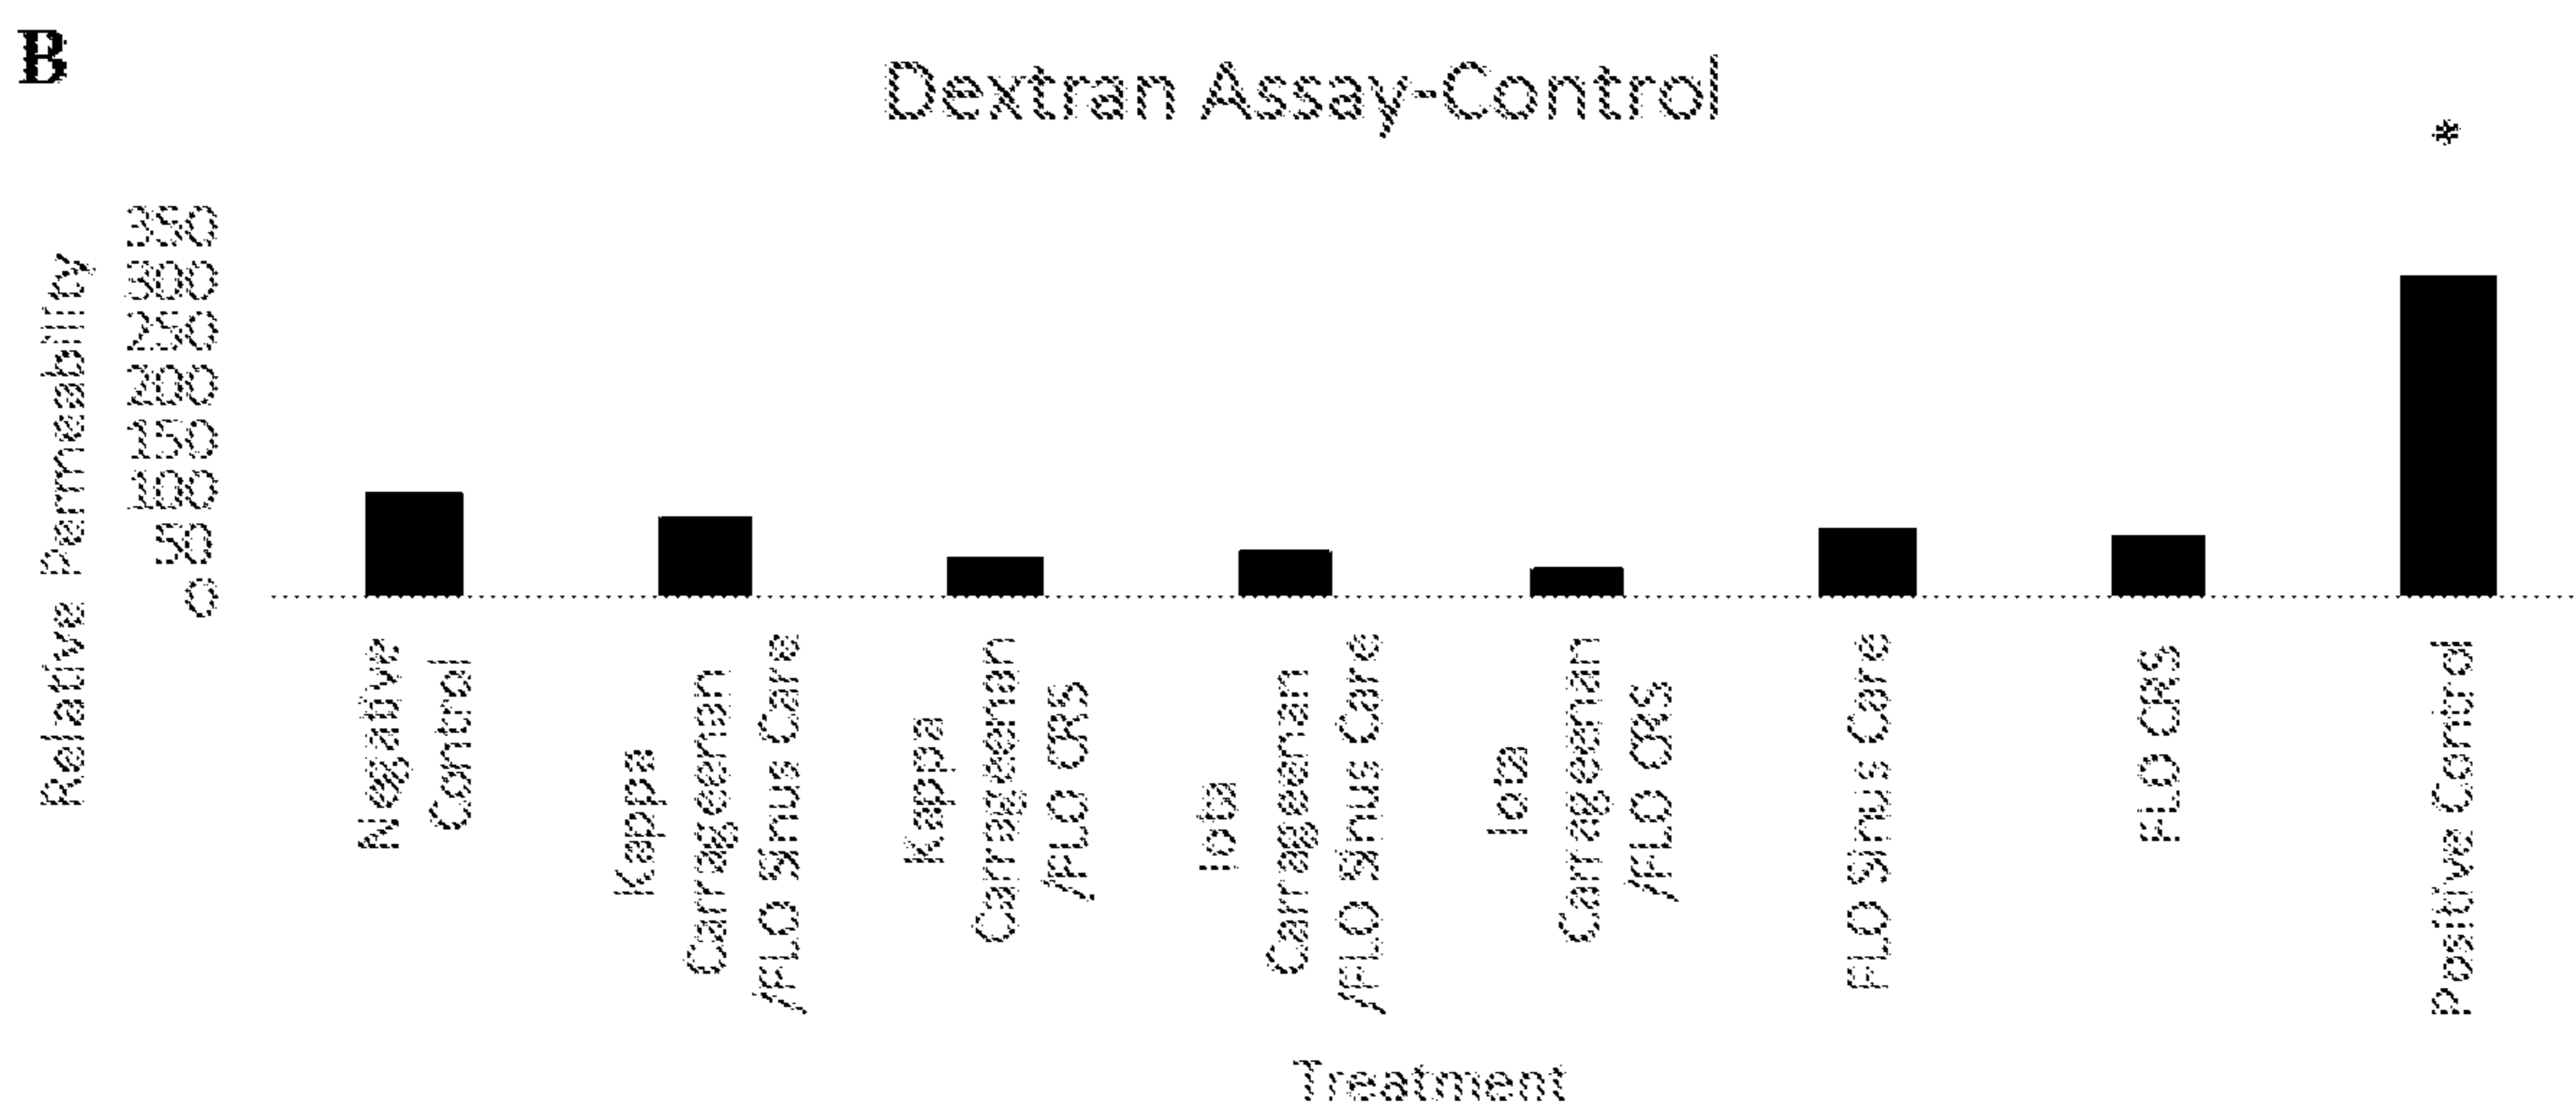 B
Dextran Assay-Control
*
Relative Permeability
350
300
250
200
150
100
50
0
Negative
Control
Kappa
Carrageenan
/FLO Sinus Care
Kappa
Carrageenan
/FLO CRS
Iota
Carrageenan
/FLO Sinus Care
Iota
Carrageenan
/FLO CRS
FLO Sinus Care
FLO CRS
Positive Control
Treatment